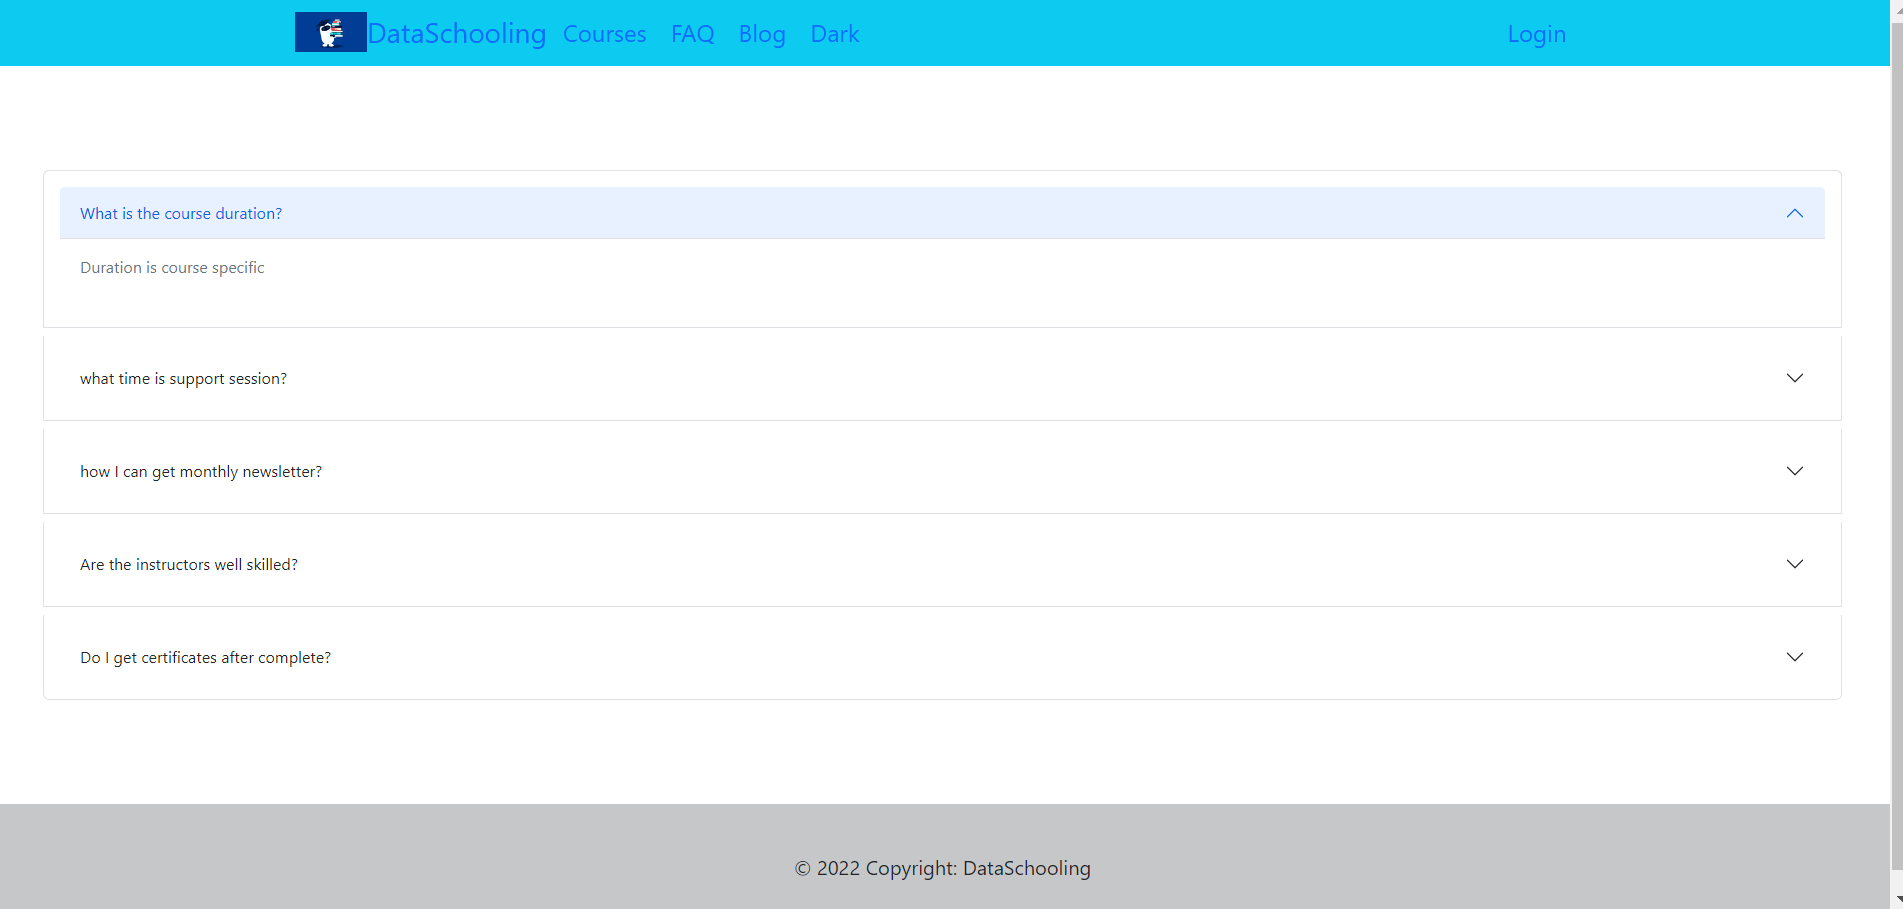 DataSchooling Courses FAQ Blog Dark Login
What is the course duration?
Duration is course specific
what time is support session?
how I can get monthly newsletter?
Are the instructors well skilled?
Do I get certificates after complete?
© 2022 Copyright: DataSchooling